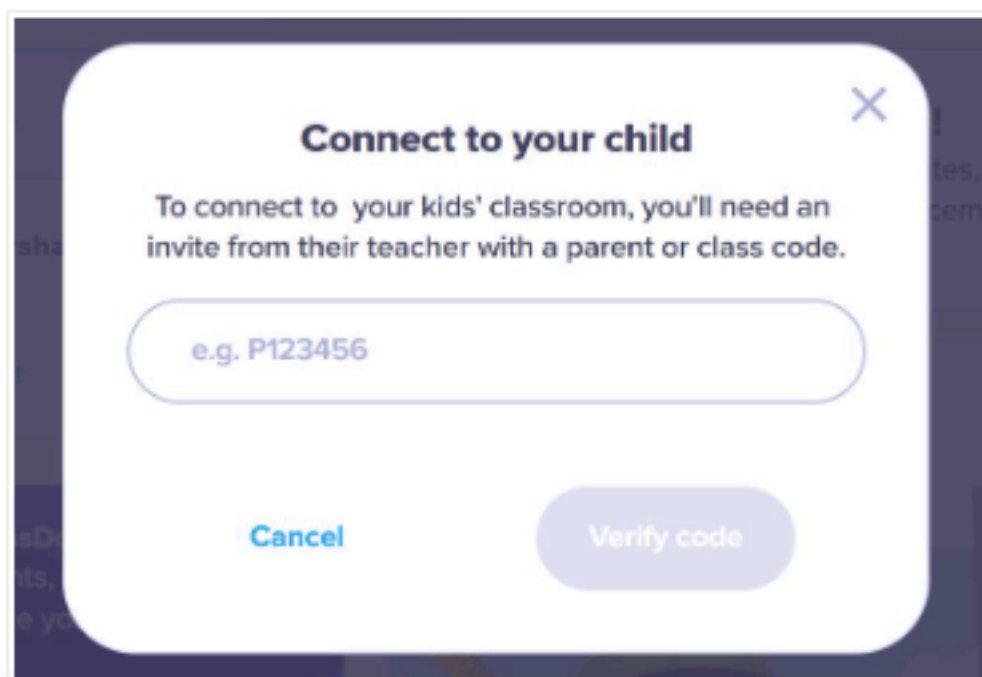 Connect to your child
To connect to  your kids' classroom, you'll need an
invite from their teacher with a parent or class code.
e.g. P123456
Cancel
Verify code